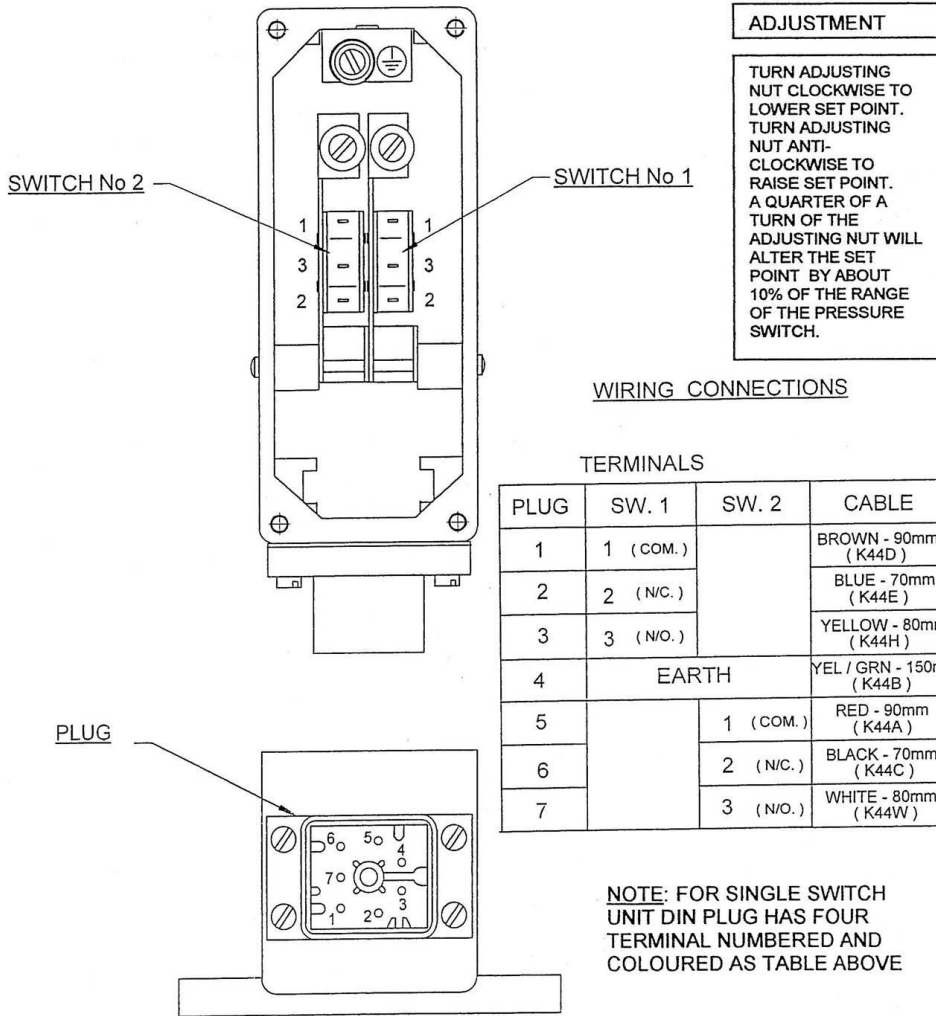 ADJUSTMENT
TURN ADJUSTING
NUT CLOCKWISE TO
LOWER SET POINT.
TURN ADJUSTING
NUT ANTI-
CLOCKWISE TO
RAISE SET POINT.
A QUARTER OF A
TURN OF THE
ADJUSTING NUT WILL
ALTER THE SET
POINT BY ABOUT
10% OF THE RANGE
OF THE PRESSURE
SWITCH.
SWITCH No 2
SWITCH No 1
1 1
3 3
2 2
WIRING CONNECTIONS
TERMINALS
PLUG SW. 1 SW. 2 CABLE
1 1 ( COM. ) BROWN - 90mm
( K44D )
2 2 ( N/C. ) BLUE - 70mm
( K44E )
3 3 ( N/O. ) YELLOW - 80mm
( K44H )
4 EARTH YEL / GRN - 150m
( K44B )
5 1 ( COM. ) RED - 90mm
( K44A )
6 2 ( N/C. ) BLACK - 70mm
( K44C )
7 3 ( N/O. ) WHITE - 80mm
( K44W )
PLUG
6 5 4
7
1 2 3
NOTE: FOR SINGLE SWITCH
UNIT DIN PLUG HAS FOUR
TERMINAL NUMBERED AND
COLOURED AS TABLE ABOVE